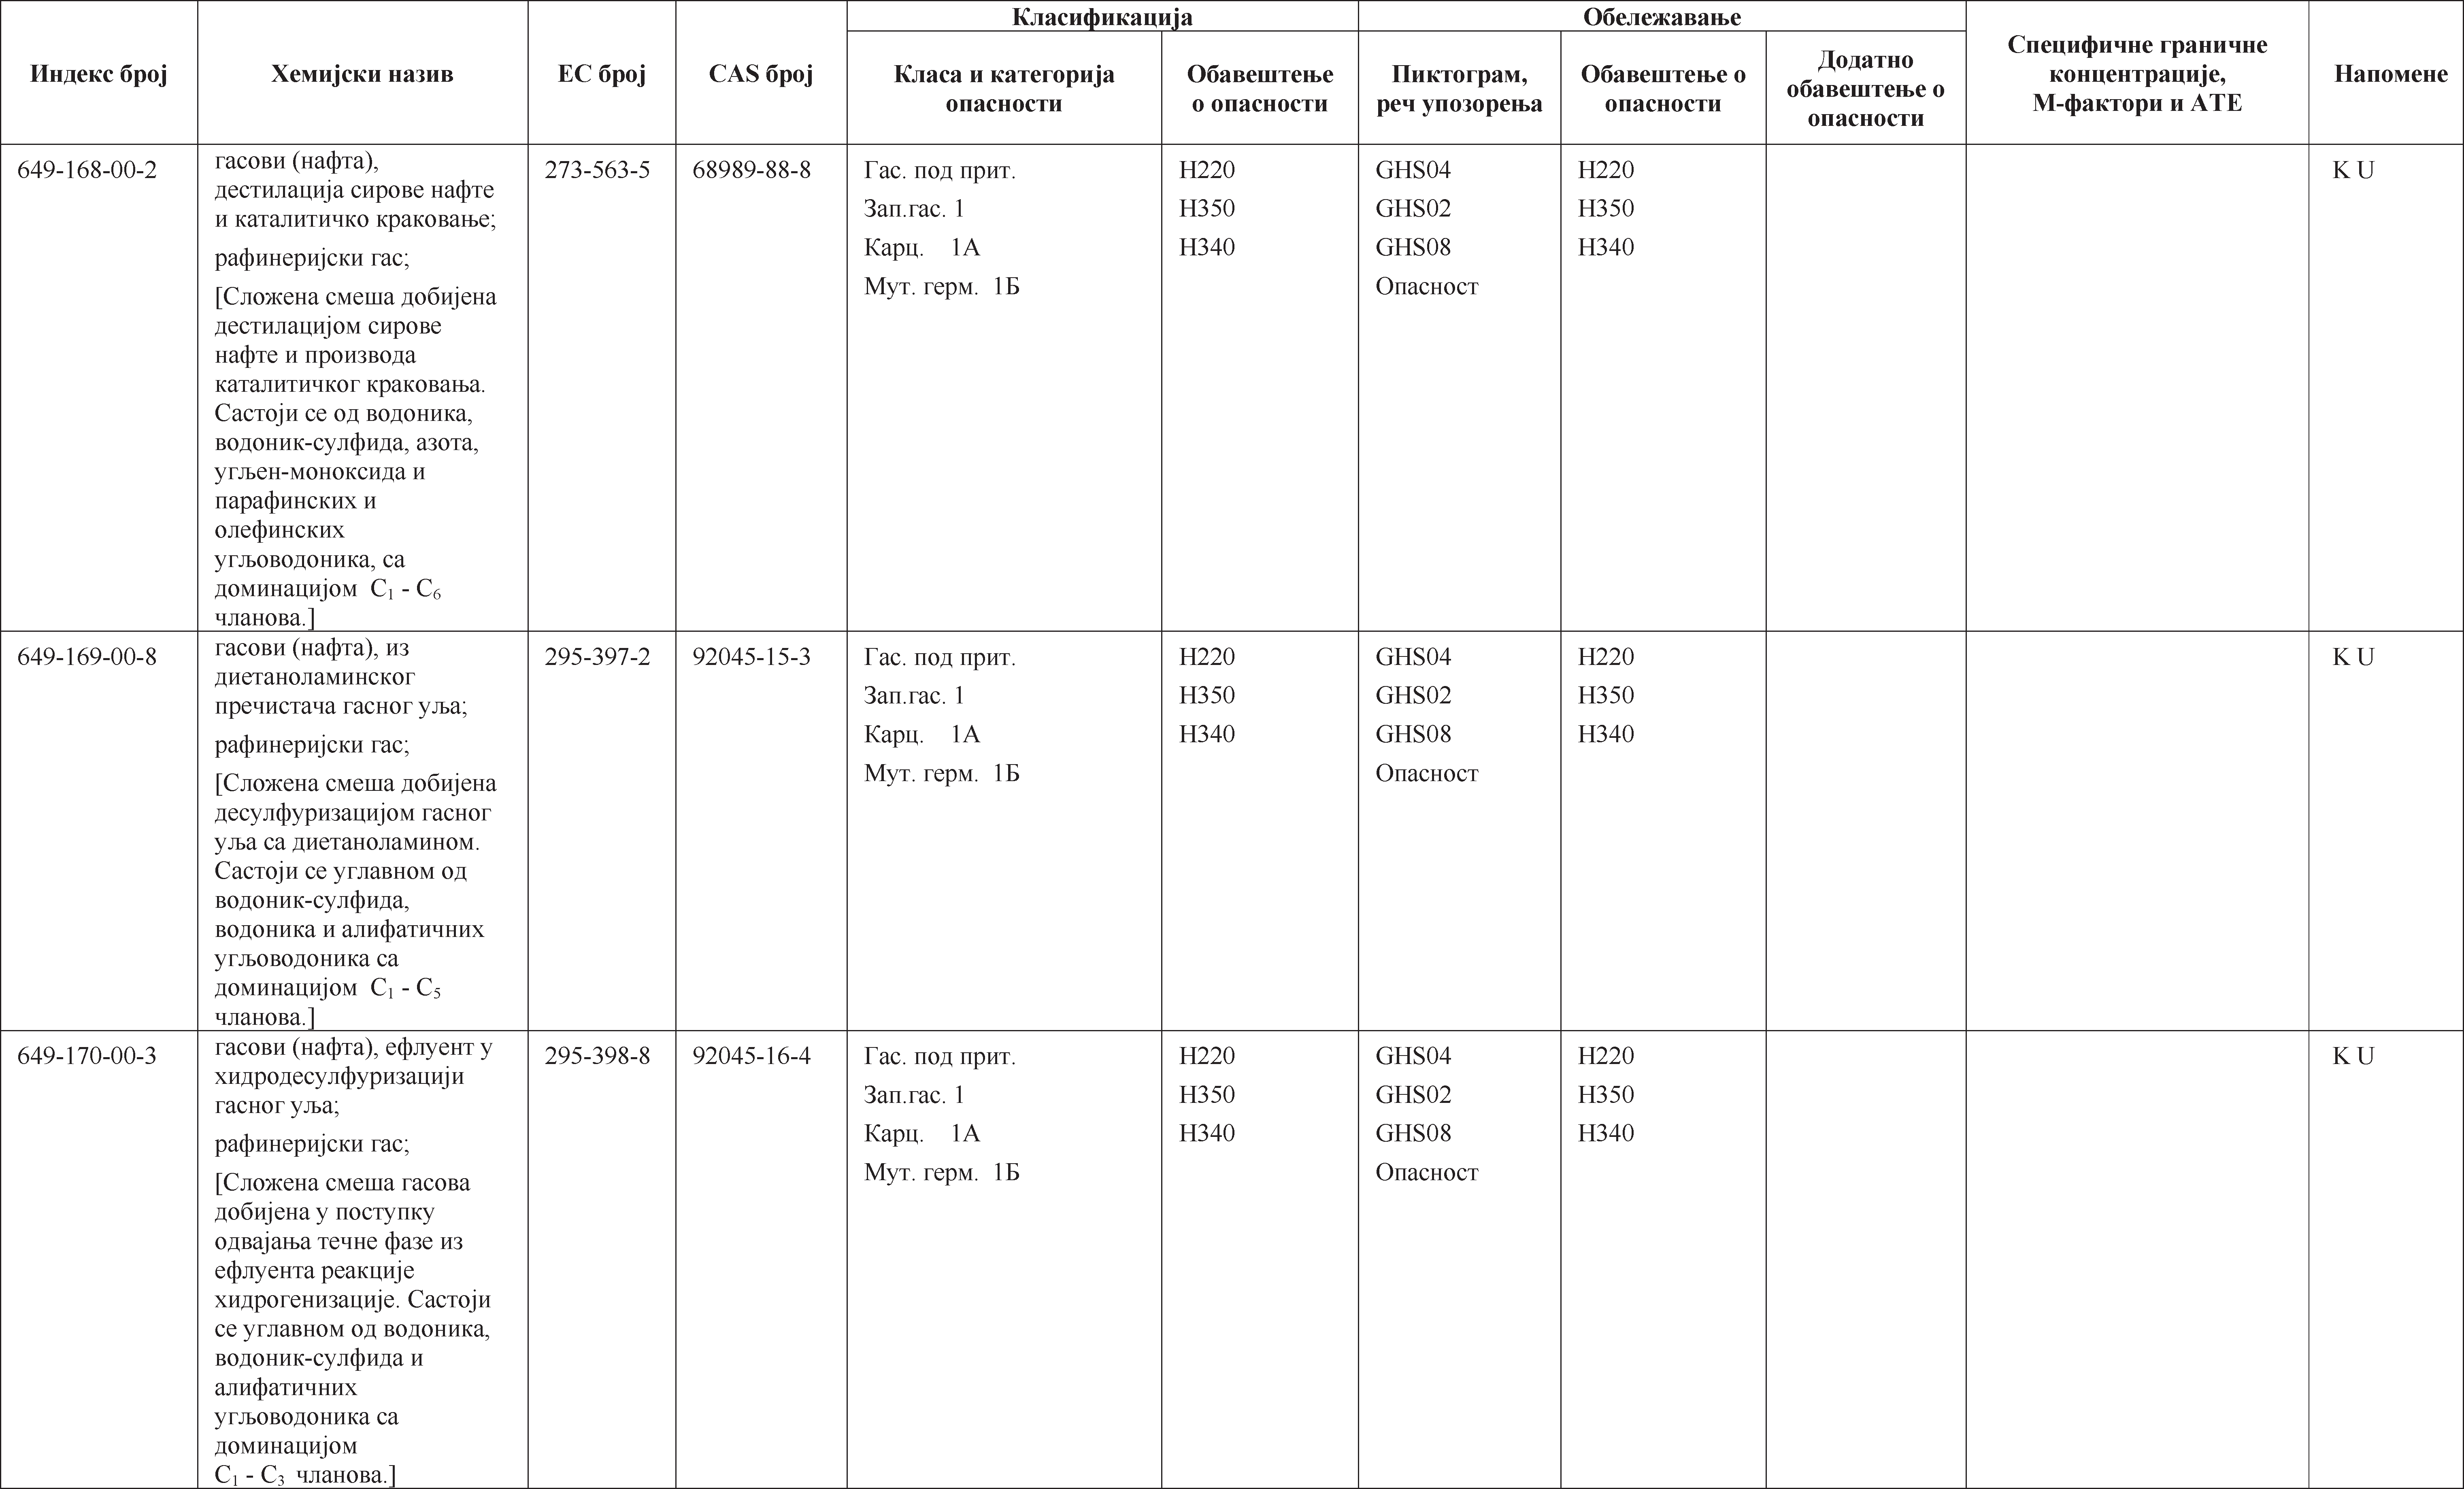 Индекс број
Хемијски назив
ЕС број
CAS број
Класификација
Класа и категорија
опасности
Обавештење
о опасности
Обележавање
Пиктограм,
реч упозорења
Обавештење о
опасности
Додатно
обавештење о
опасности
Специфичне граничне
концентрације,
М-фактори и АТЕ
Напомене
649-168-00-2
гасови (нафта),
дестилација сирове нафте
и каталитичко краковање;
рафинеријски гас;
[Сложена смеша добијена
дестилацијом сирове
нафте и производа
каталитичког краковања.
Састоји се од водоника,
водоник-сулфида, азота,
угљен-моноксида и
парафинских и
олефинских
угљоводоника, са
доминацијом C₁ - C₆
чланова.]
273-563-5
68989-88-8
Гас. под прит.
Зап.гас. 1
Карц. 1А
Мут. герм. 1Б
H220
H350
H340
GHS04
GHS02
GHS08
Опасност
H220
H350
H340
K U
649-169-00-8
гасови (нафта), из
диетаноламинског
пречистача гасног уља;
рафинеријски гас;
[Сложена смеша добијена
десулфуризацијом гасног
уља са диетаноламином.
Састоји се углавном од
водоник-сулфида,
водоника и алифатичних
угљоводоника са
доминацијом C₁ - C₅
чланова.]
295-397-2
92045-15-3
Гас. под прит.
Зап.гас. 1
Карц. 1А
Мут. герм. 1Б
H220
H350
H340
GHS04
GHS02
GHS08
Опасност
H220
H350
H340
K U
649-170-00-3
гасови (нафта), ефлуент у
хидродесулфуризацији
гасног уља;
рафинеријски гас;
[Сложена смеша гасова
добијена у поступку
одвајања течне фазе из
ефлуента реакције
хидрогенизације. Састоји
се углавном од водоника,
водоник-сулфида и
алифатичних
угљоводоника са
доминацијом
C₁ - C₃ чланова.]
295-398-8
92045-16-4
Гас. под прит.
Зап.гас. 1
Карц. 1А
Мут. герм. 1Б
H220
H350
H340
GHS04
GHS02
GHS08
Опасност
H220
H350
H340
K U